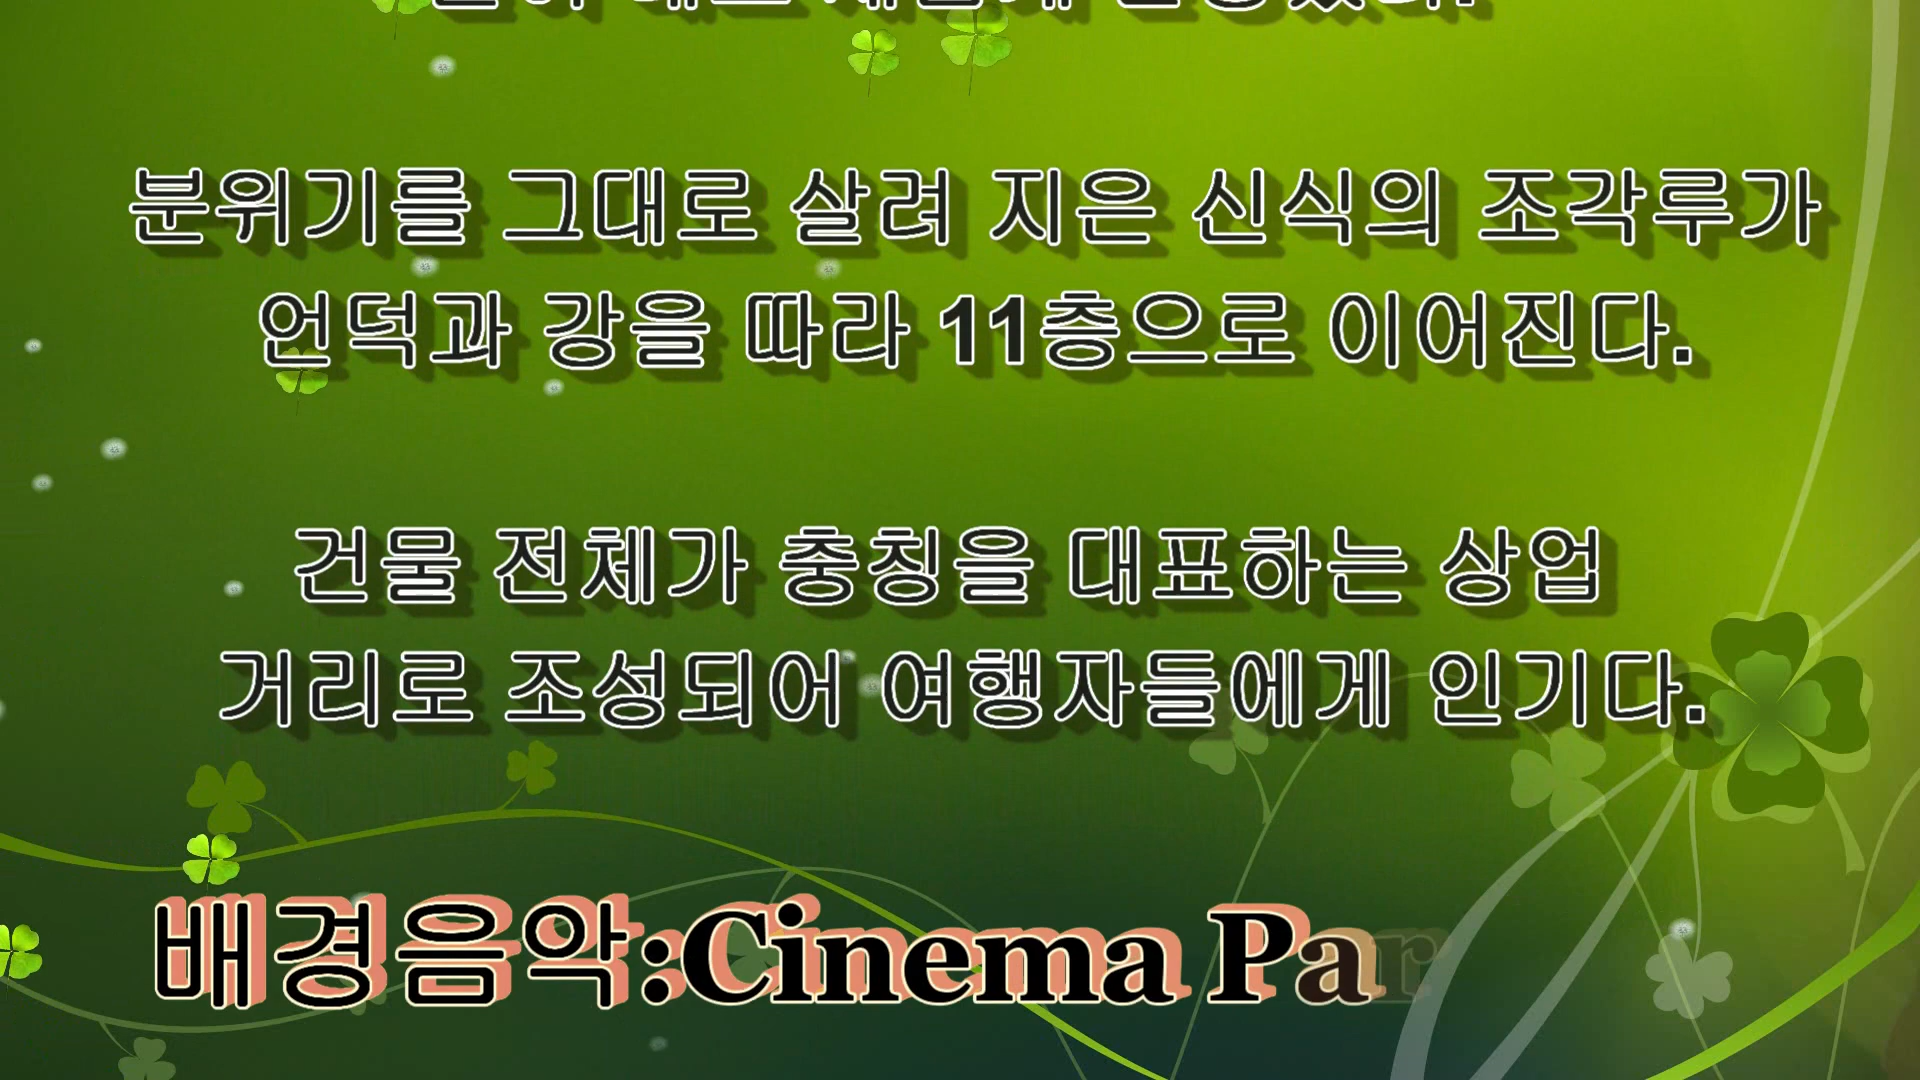 분위기를 그대로 살려 지은 신식의 조각루가
언덕과 강을 따라 11층으로 이어진다.
건물 전체가 충칭을 대표하는 상업
거리로 조성되어 여행자들에게 인기다.
배경음악:Cinema Par